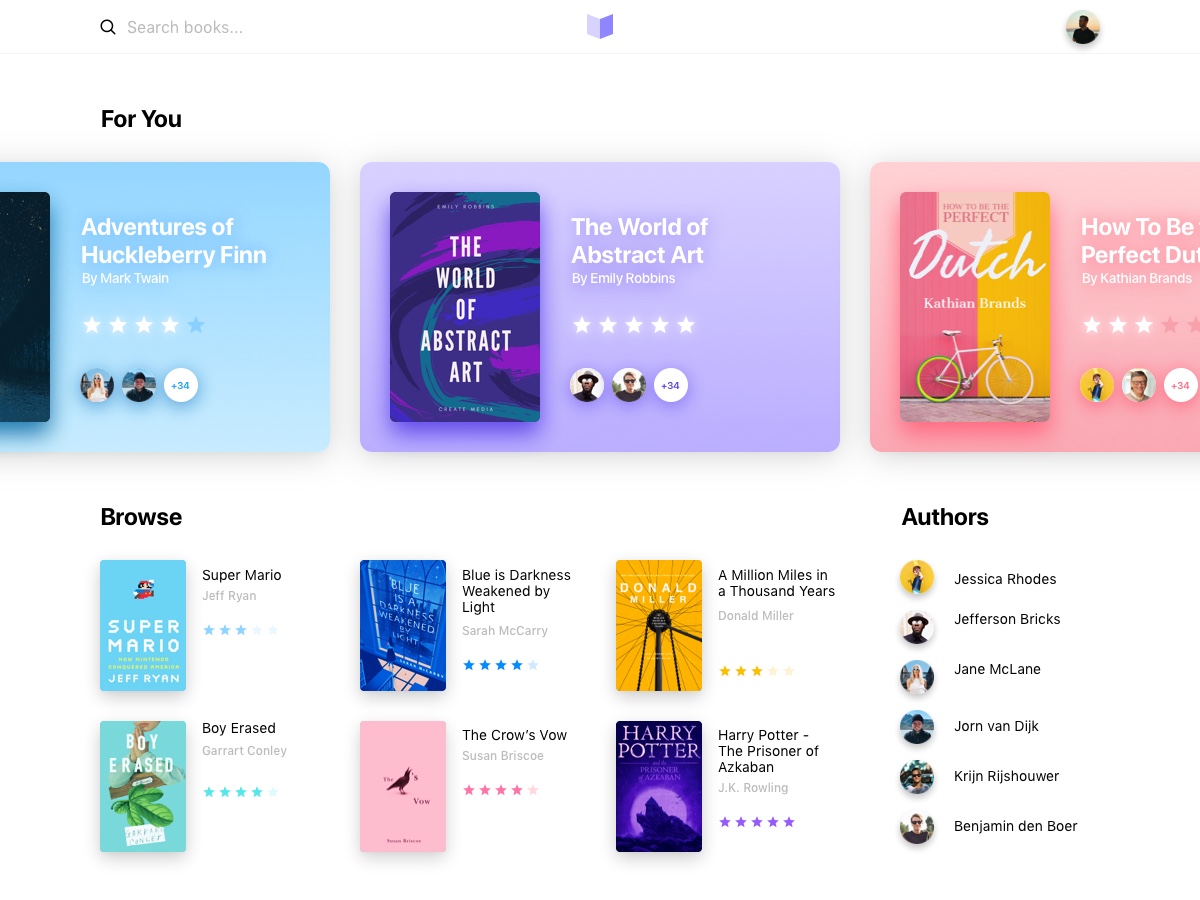 Search books...
For You
Adventures of
Huckleberry Finn
By Mark Twain
+34
EMILY ROBBINS
THE
WORLD
OF
ABSTRACT
ART
CREATE MEDIA
The World of
Abstract Art
By Emily Robbins
+34
HOW TO BE THE
PERFECT
Dutch
Kathian Brands
How To Be
Perfect Dut
By Kathian Brands
+34
Browse
SUPER
MARIO
HOW NINTENDO
CONQUERED AMERICA
JEFF RYAN
Super Mario
Jeff Ryan
BLUE
IS A
DARKNESS
WEAKENED
BY
LIGHT
SARAH MCCARRY
Blue is Darkness
Weakened by
Light
Sarah McCarry
DONALD
MILLER
A Million Miles in
a Thousand Years
Donald Miller
BOY
ERASED
GARRARD
CONLEY
Boy Erased
Garrart Conley
The
's
Vow
Susan Briscoe
The Crow’s Vow
Susan Briscoe
HARRY
POTTER
and the
PRISONER
of
AZKABAN
Harry Potter -
The Prisoner of
Azkaban
J.K. Rowling
Authors
Jessica Rhodes
Jefferson Bricks
Jane McLane
Jorn van Dijk
Krijn Rijshouwer
Benjamin den Boer